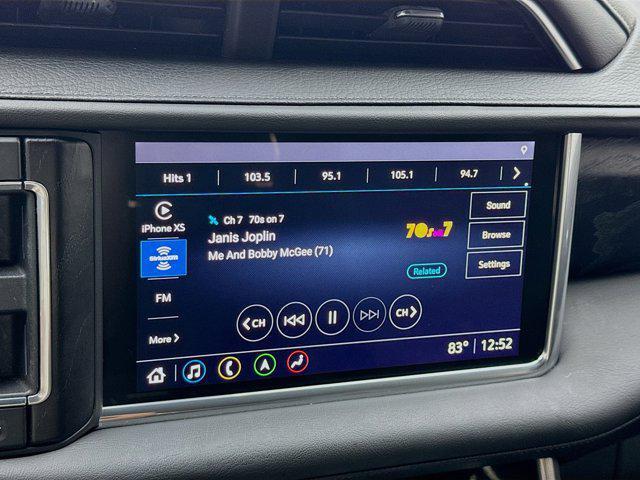 Hits 1 103.5 95.1 105.1 94.7
iPhone XS
SiriusXM
FM
More
Ch 7 70s on 7
Janis Joplin
Me And Bobby McGee (71)
70s on 7
Related
Sound
Browse
Settings
CH
CH
83° 12:52